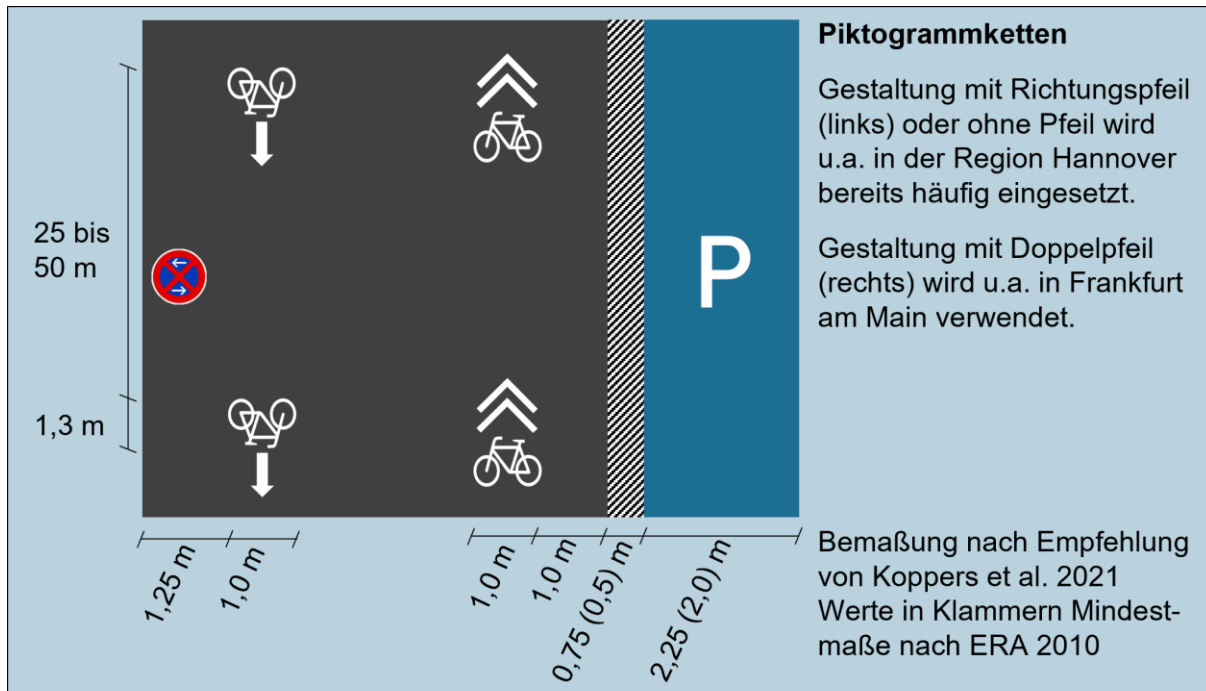 Piktogrammketten
Gestaltung mit Richtungspfeil
(links) oder ohne Pfeil wird
u.a. in der Region Hannover
bereits häufig eingesetzt.
Gestaltung mit Doppelpfeil
(rechts) wird u.a. in Frankfurt
am Main verwendet.
25 bis
50 m
P
1,3 m
1,25 m
1,0 m
1,0 m
1,0 m
0,75 (0,5) m
2,25 (2,0) m
Bemaßung nach Empfehlung
von Koppers et al. 2021
Werte in Klammern Mindest-
maße nach ERA 2010